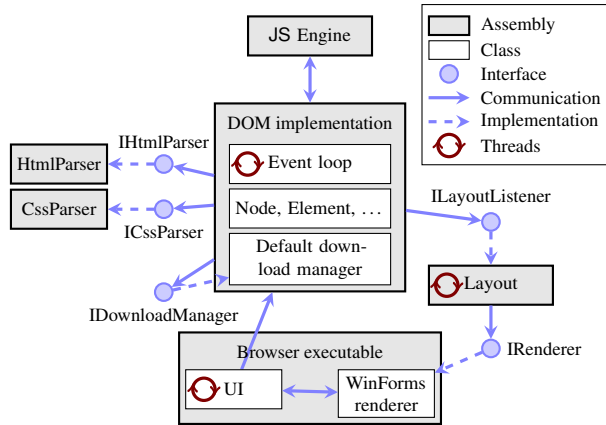 JS Engine
Assembly
Class
Interface
Communication
Implementation
Threads
DOM implementation
Event loop
Node, Element, . . .
Default down-
load manager
IHtmlParser
HtmlParser
CssParser
ICssParser
IDownloadManager
ILayoutListener
Layout
IRenderer
Browser executable
UI
WinForms
renderer